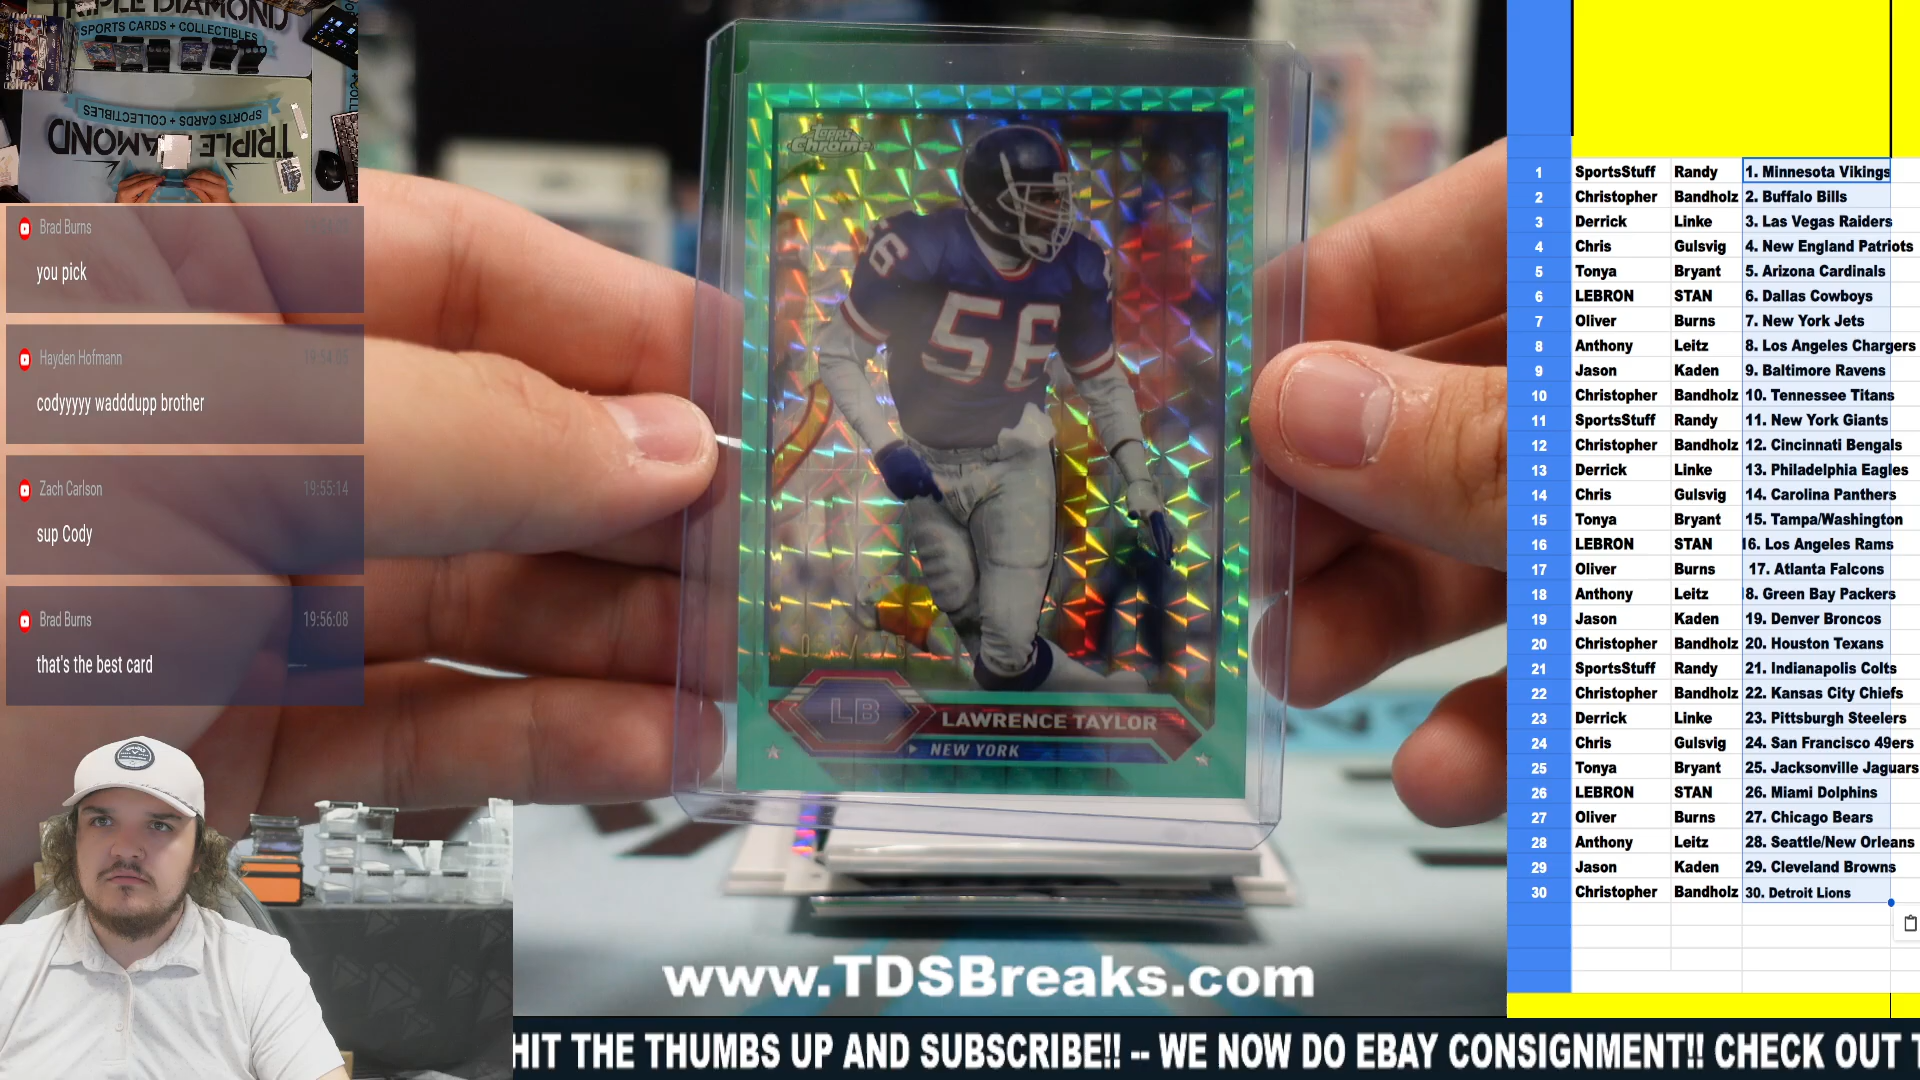 TRIPLE DIAMOND
SPORTS CARDS + COLLECTIBLES
SPORTS CARDS + COLLECTIBLES
TRIPLE DIAMOND
Brad Burns
you pick
Hayden Hofmann 19:54:05
codyyyyy wadddupp brother
Zach Carlson 19:55:14
sup Cody
Brad Burns 19:56:08
that's the best card
Topps
Chrome
56
56
LB
LAWRENCE TAYLOR
NEW YORK
www.TDSBreaks.com
1 SportsStuff Randy 1. Minnesota Vikings
2 Christopher Bandholz 2. Buffalo Bills
3 Derrick Linke 3. Las Vegas Raiders
4 Chris Gulsvig 4. New England Patriots
5 Tonya Bryant 5. Arizona Cardinals
6 LEBRON STAN 6. Dallas Cowboys
7 Oliver Burns 7. New York Jets
8 Anthony Leitz 8. Los Angeles Chargers
9 Jason Kaden 9. Baltimore Ravens
10 Christopher Bandholz 10. Tennessee Titans
11 SportsStuff Randy 11. New York Giants
12 Christopher Bandholz 12. Cincinnati Bengals
13 Derrick Linke 13. Philadelphia Eagles
14 Chris Gulsvig 14. Carolina Panthers
15 Tonya Bryant 15. Tampa/Washington
16 LEBRON STAN 16. Los Angeles Rams
17 Oliver Burns 17. Atlanta Falcons
18 Anthony Leitz 8. Green Bay Packers
19 Jason Kaden 19. Denver Broncos
20 Christopher Bandholz 20. Houston Texans
21 SportsStuff Randy 21. Indianapolis Colts
22 Christopher Bandholz 22. Kansas City Chiefs
23 Derrick Linke 23. Pittsburgh Steelers
24 Chris Gulsvig 24. San Francisco 49ers
25 Tonya Bryant 25. Jacksonville Jaguars
26 LEBRON STAN 26. Miami Dolphins
27 Oliver Burns 27. Chicago Bears
28 Anthony Leitz 28. Seattle/New Orleans
29 Jason Kaden 29. Cleveland Browns
30 Christopher Bandholz 30. Detroit Lions
HIT THE THUMBS UP AND SUBSCRIBE!! -- WE NOW DO EBAY CONSIGNMENT!! CHECK OUT